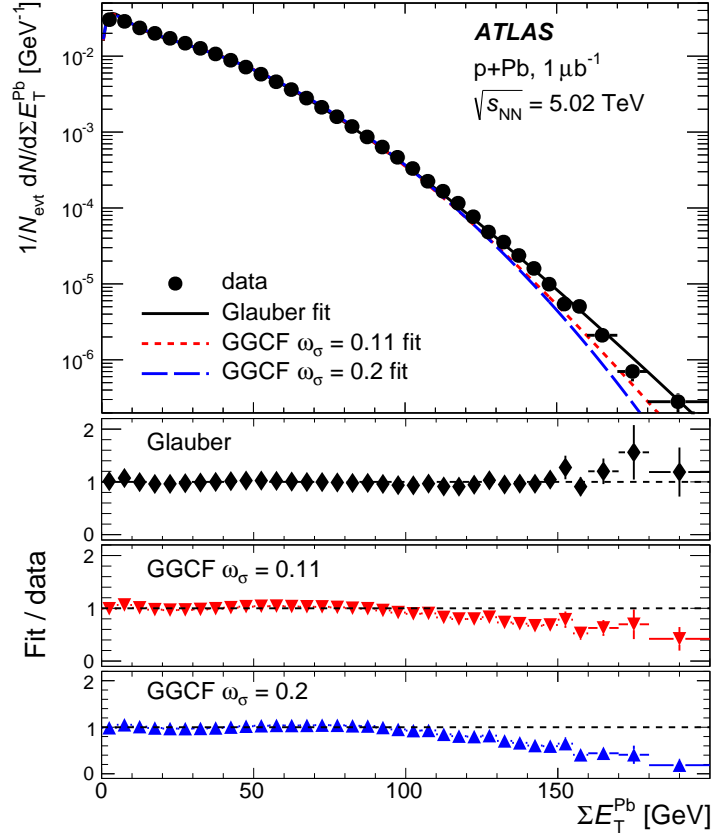 ATLAS
p+Pb, 1 μb⁻¹
√s_NN = 5.02 TeV
1/N_evt dN/dΣE_T^Pb [GeV⁻¹]
10⁻²
10⁻³
10⁻⁴
10⁻⁵
10⁻⁶
data
Glauber fit
GGCF ω_σ = 0.11 fit
GGCF ω_σ = 0.2 fit
Fit / data
2
1
0
Glauber
2
1
0
GGCF ω_σ = 0.11
2
1
0
GGCF ω_σ = 0.2
0 50 100 150
ΣE_T^Pb [GeV]